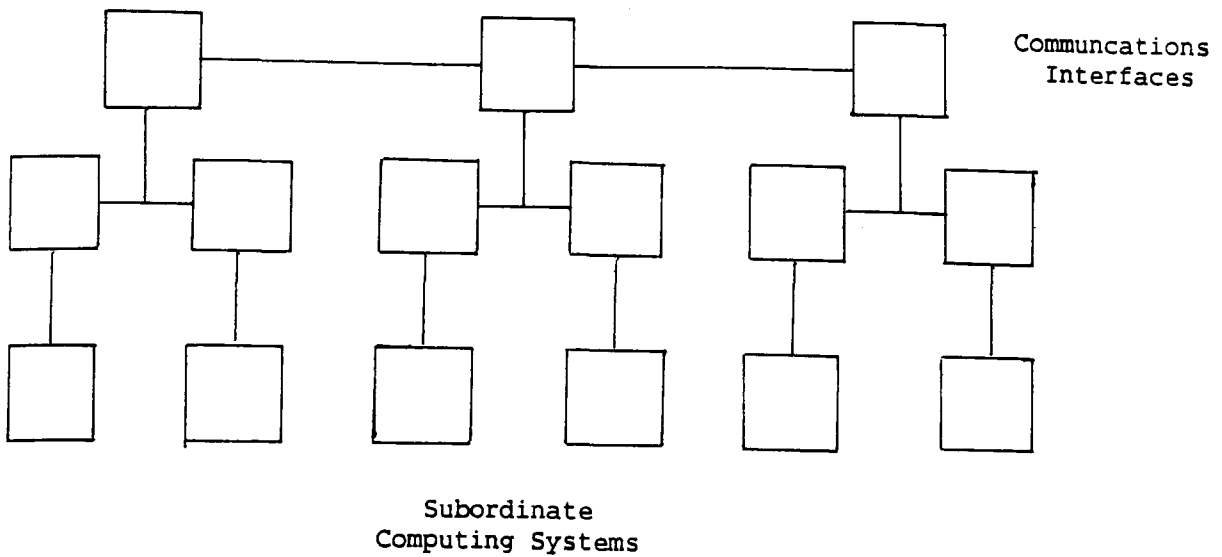 Communcations
Interfaces
Subordinate
Computing Systems